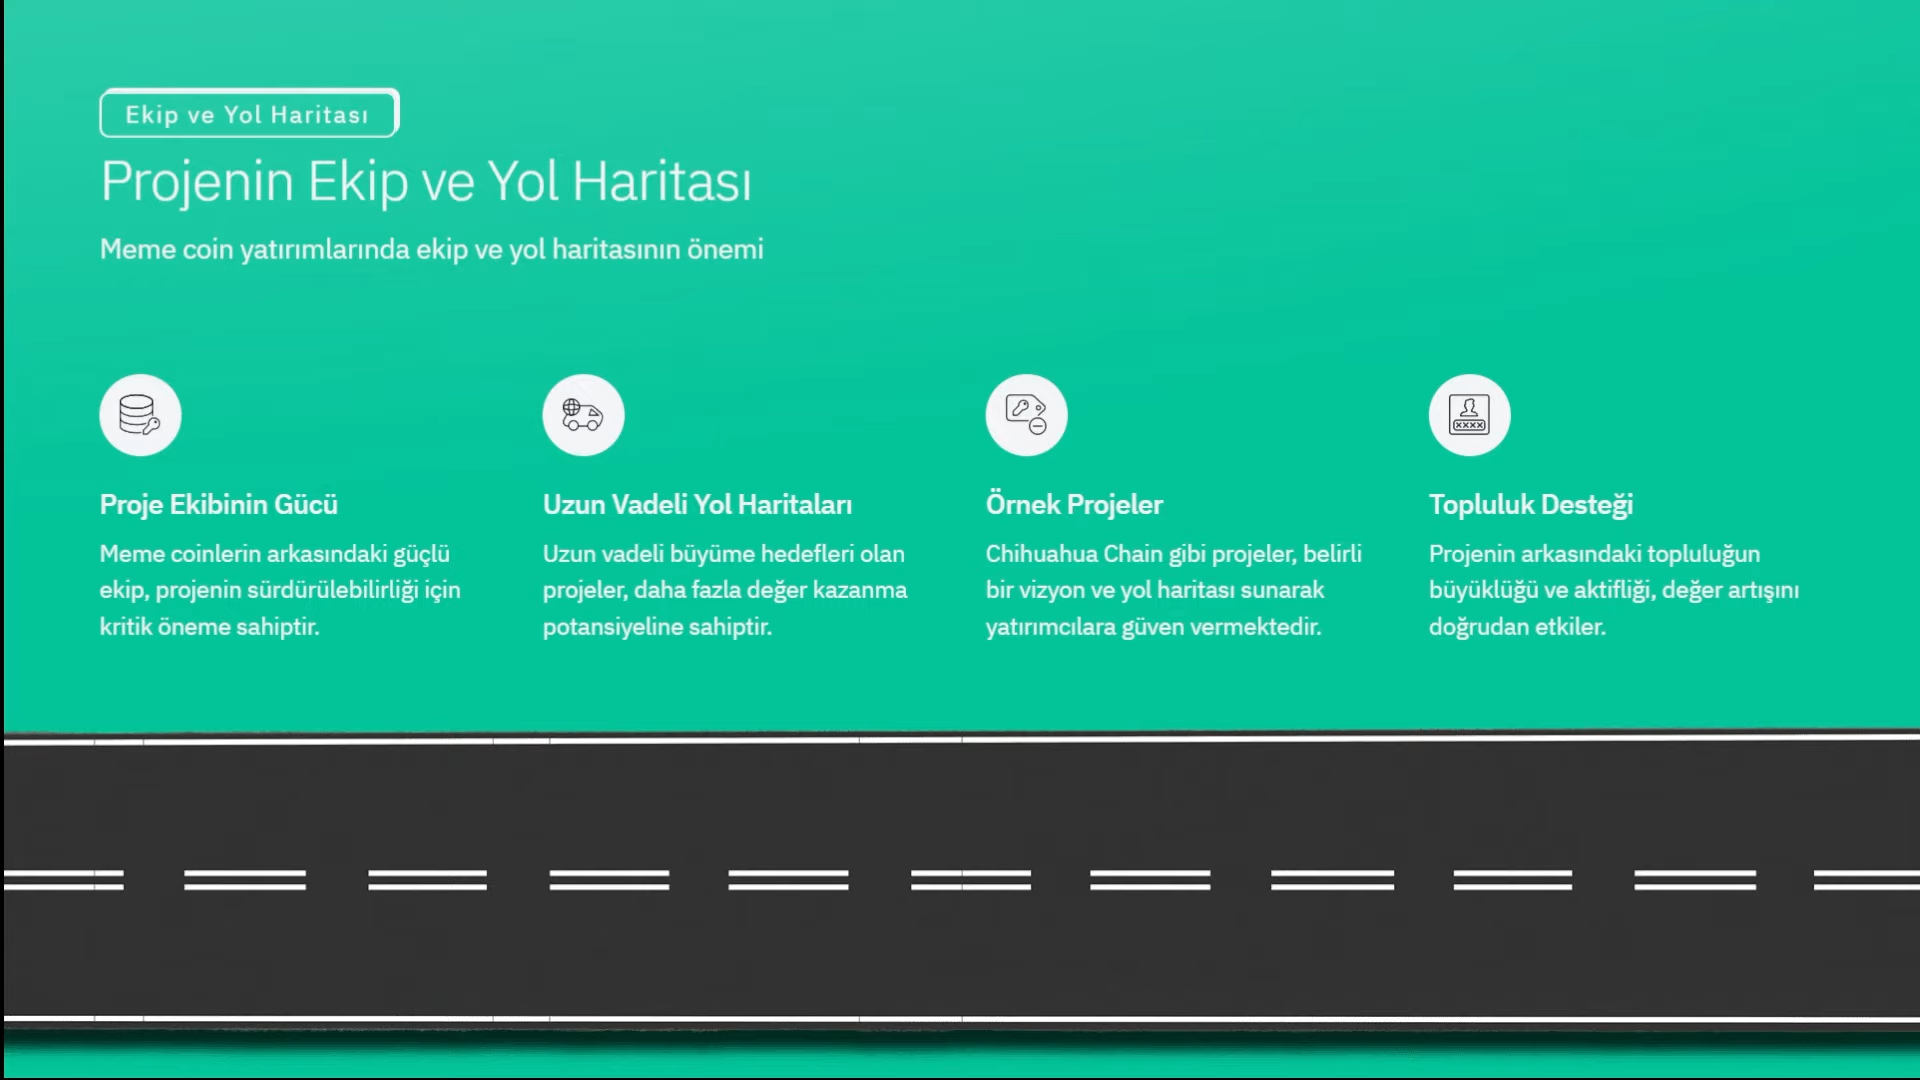 Ekip ve Yol Haritası
Projenin Ekip ve Yol Haritası
Meme coin yatırımlarında ekip ve yol haritasının önemi
Proje Ekibinin Gücü
Meme coinlerin arkasındaki güçlü
ekip, projenin sürdürülebilirliği için
kritik öneme sahiptir.
Uzun Vadeli Yol Haritaları
Uzun vadeli büyüme hedefleri olan
projeler, daha fazla değer kazanma
potansiyeline sahiptir.
Örnek Projeler
Chihuahua Chain gibi projeler, belirli
bir vizyon ve yol haritası sunarak
yatırımcılara güven vermektedir.
XXXX
Topluluk Desteği
Projenin arkasındaki topluluğun
büyüklüğü ve aktifliği, değer artışını
doğrudan etkiler.